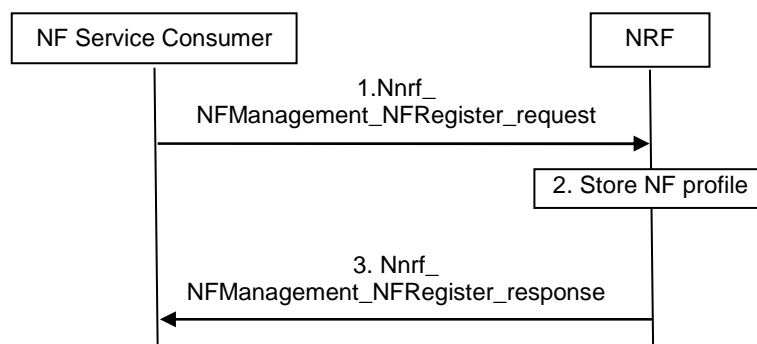 NF Service Consumer
NRF
1.Nnrf_
NFManagement_NFRegister_request
2. Store NF profile
3. Nnrf_
NFManagement_NFRegister_response